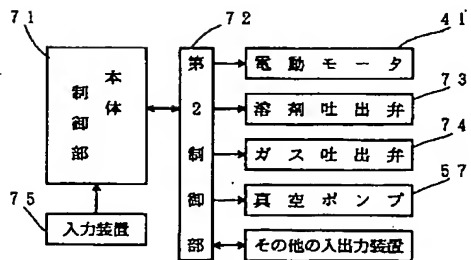 71
72
41
本体
制御部
第2制御部
電動モータ
73
溶剤吐出弁
74
ガス吐出弁
57
真空ポンプ
75
入力装置
その他の入出力装置